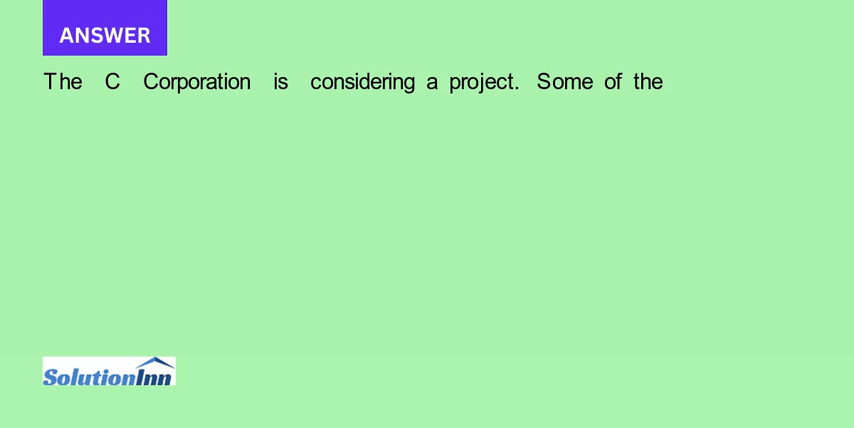 ANSWER
The C Corporation is considering a project. Some of the
SolutionInn